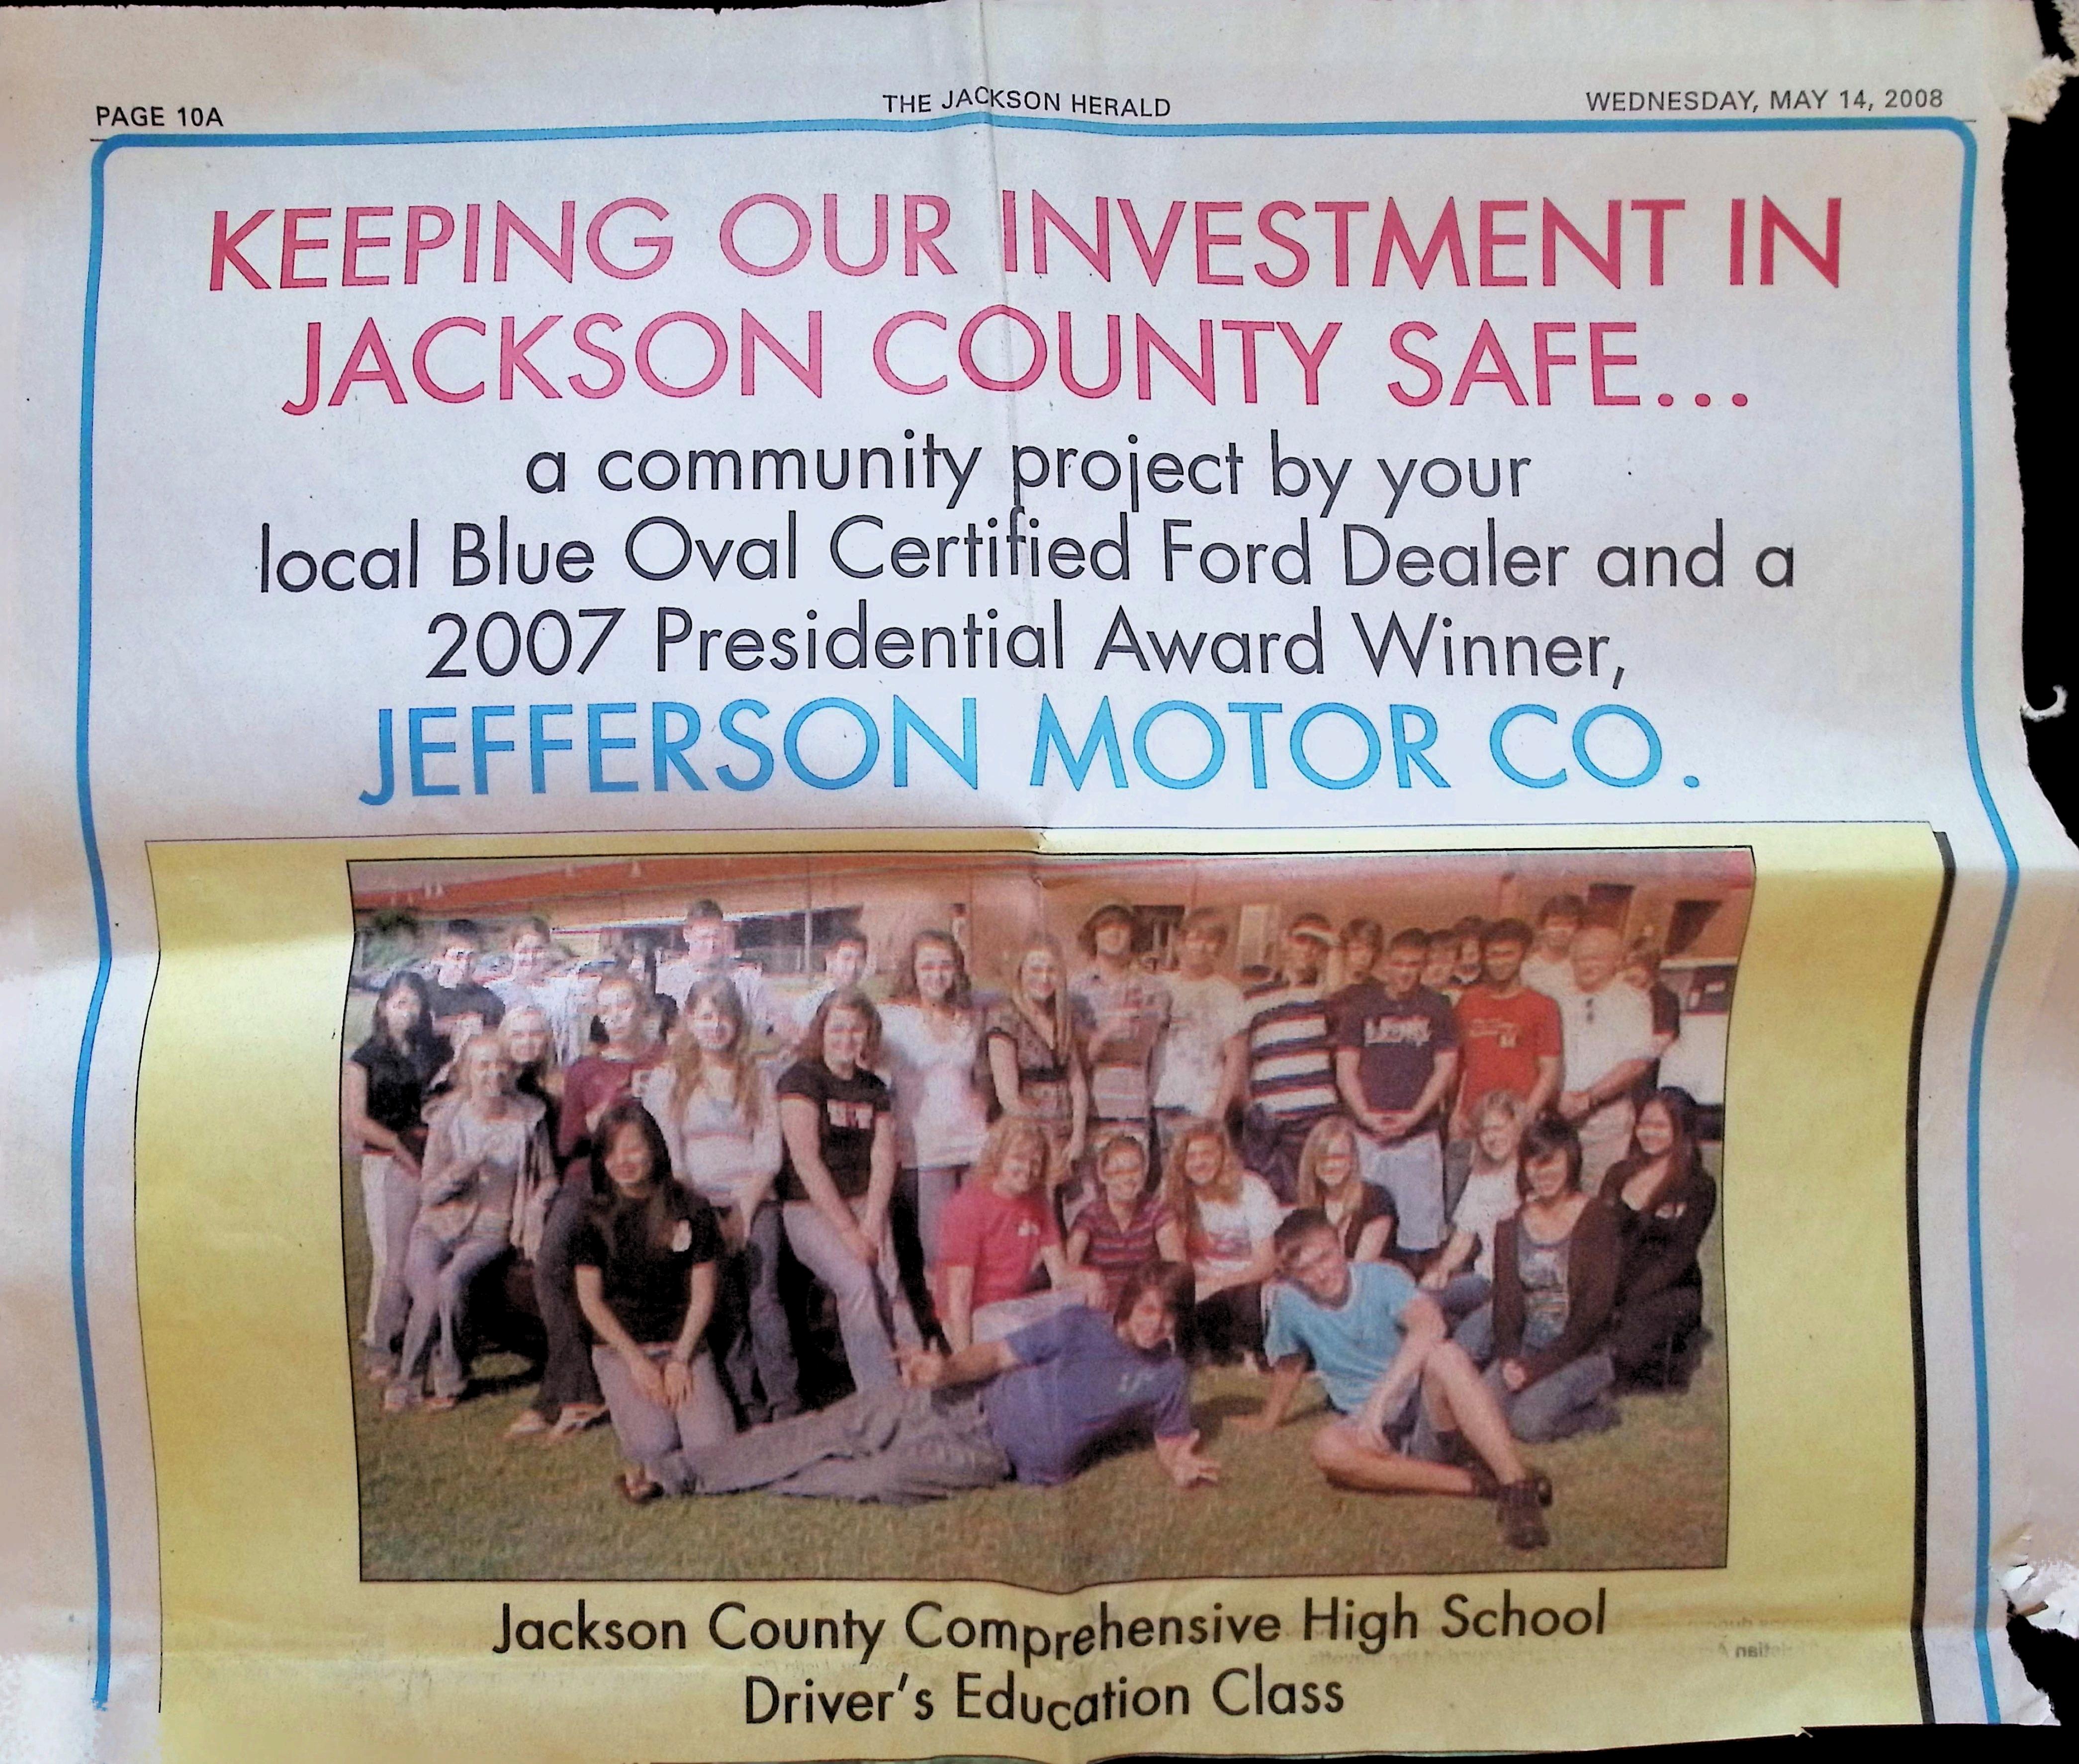 PAGE 10A
THE JACKSON HERALD
WEDNESDAY, MAY 14, 2008
KEEPING OUR INVESTMENT IN
JACKSON COUNTY SAFE...
a community project by your
local Blue Oval Certified Ford Dealer and a
2007 Presidential Award Winner,
JEFFERSON MOTOR CO.
Jackson County Comprehensive High School
Driver's Education Class